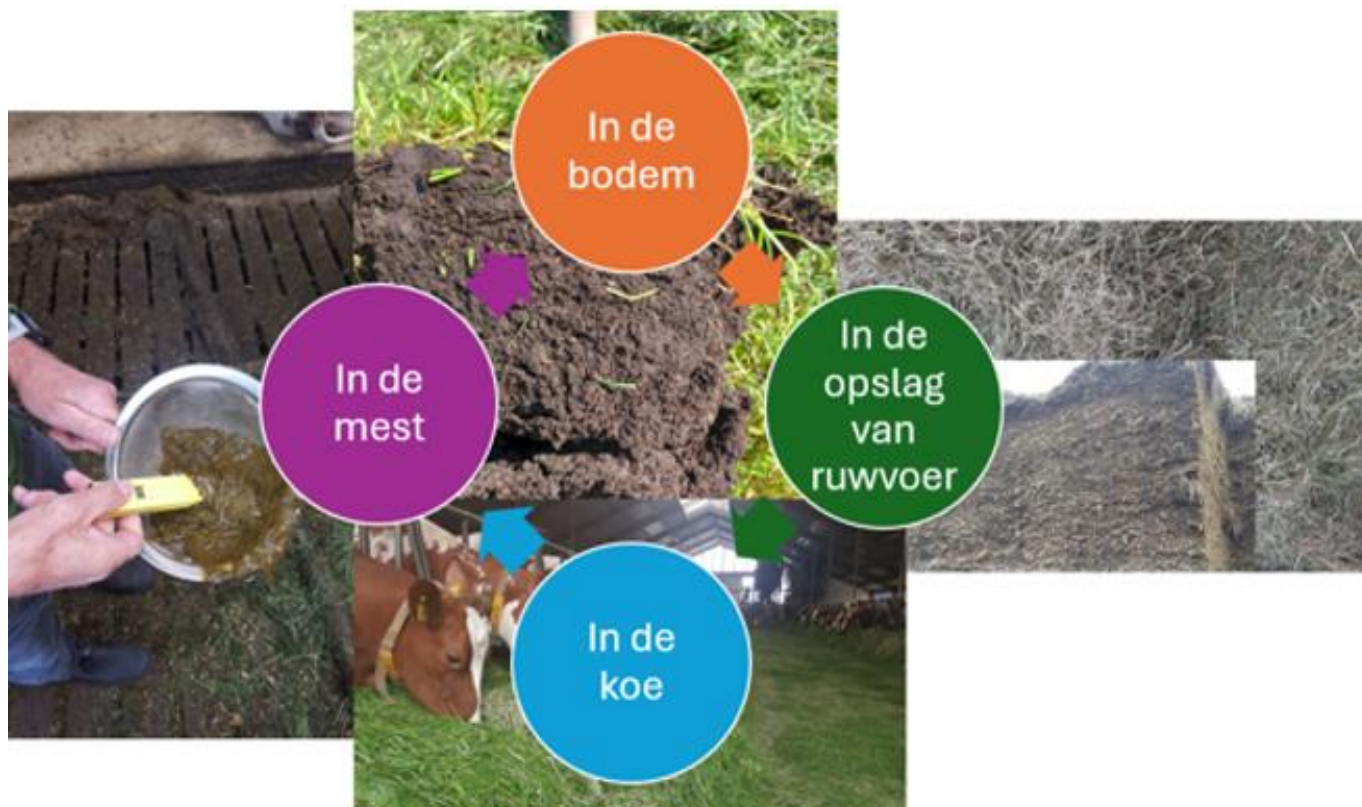 In de
bodem
In de
opslag
van
ruwvoer
In de
koe
In de
mest